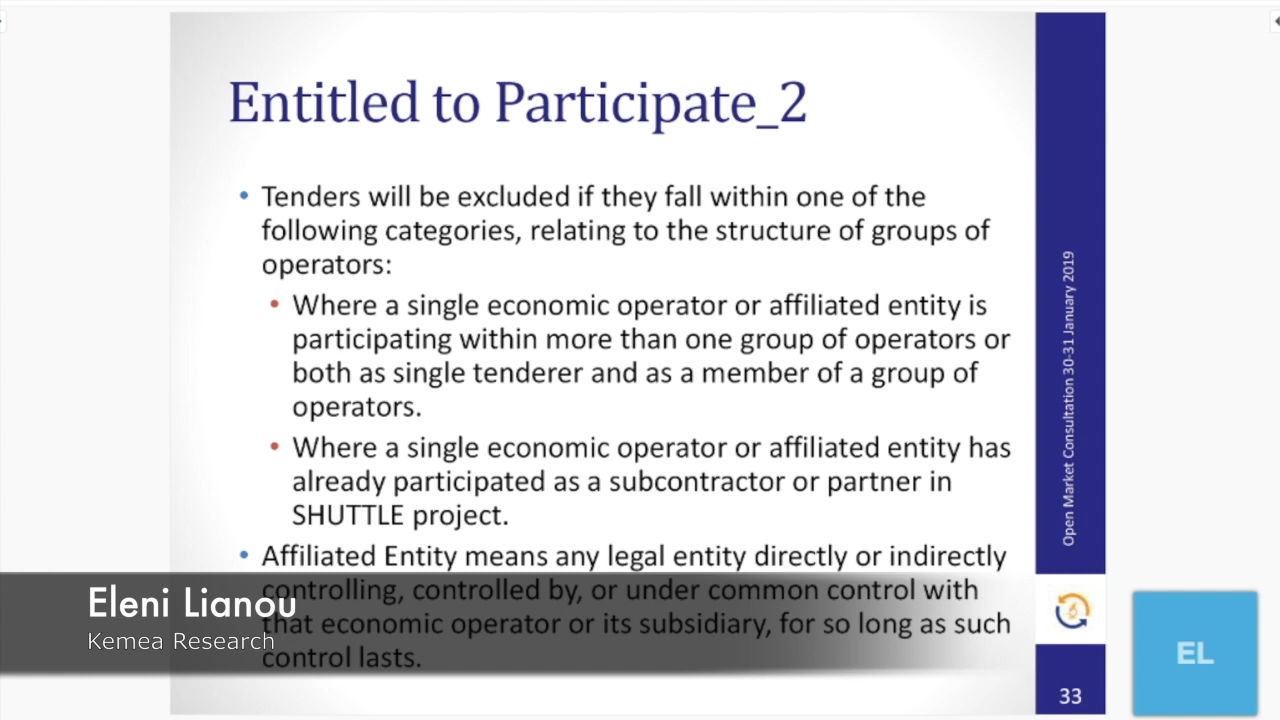 Entitled to Participate_2
• Tenders will be excluded if they fall within one of the
following categories, relating to the structure of groups of
operators:
• Where a single economic operator or affiliated entity is
participating within more than one group of operators or
both as single tenderer and as a member of a group of
operators.
• Where a single economic operator or affiliated entity has
already participated as a subcontractor or partner in
SHUTTLE project.
• Affiliated Entity means any legal entity directly or indirectly
controlling, controlled by, or under common control with
that economic operator or its subsidiary, for so long as such
control lasts.
Open Market Consultation 30-31 January 2019
33
Eleni Lianou
Kemea Research
EL